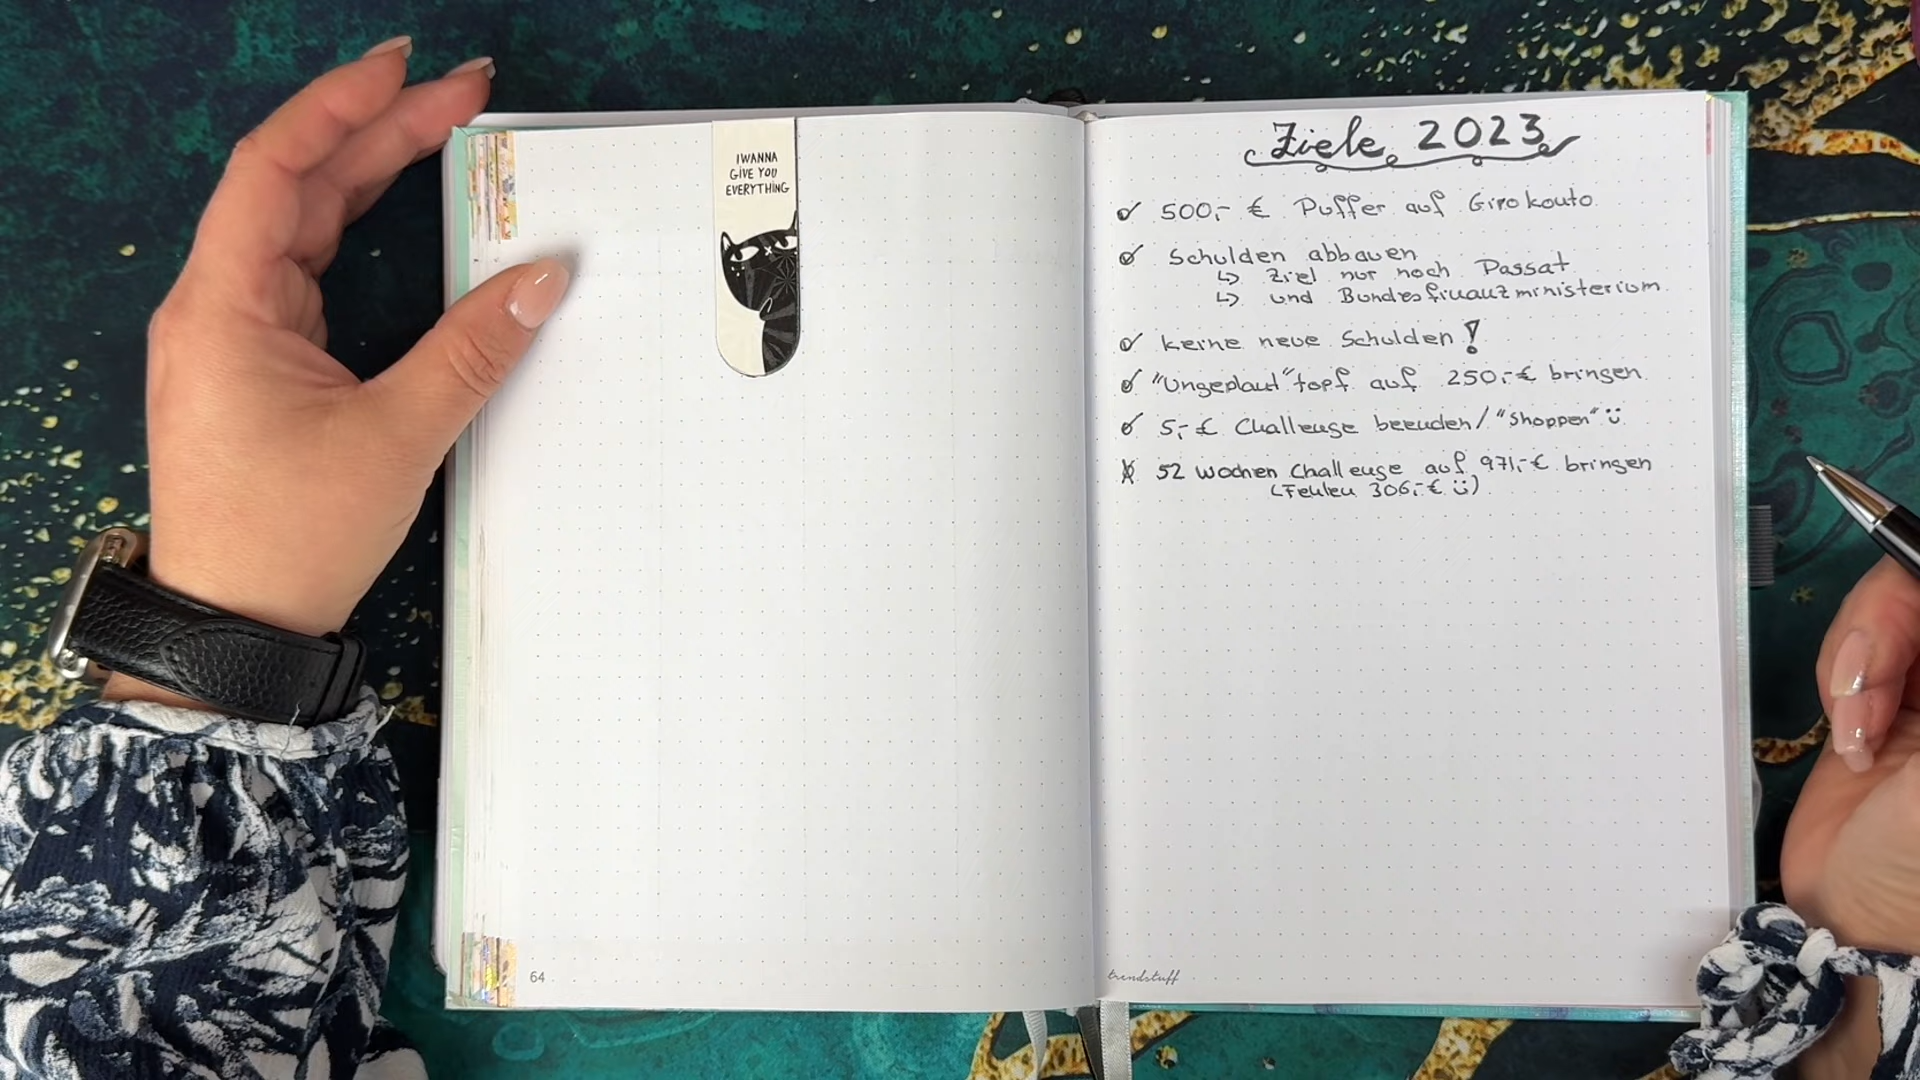 I WANNA
GIVE YOU
EVERYTHING
64
Ziele 2023
500,- € Puffer auf Girokonto
Schulden abbauen
↳ Ziel nur noch Passat
↳ und Bundesfinanzministerium
keine neue Schulden!
"Ungeplant"topf auf 250,-€ bringen
5,-€ Challenge beenden/"Shoppen" ü
52 Wochen Challenge auf 971,-€ bringen
(Fehlen 306,-€ ü)
trendstuff